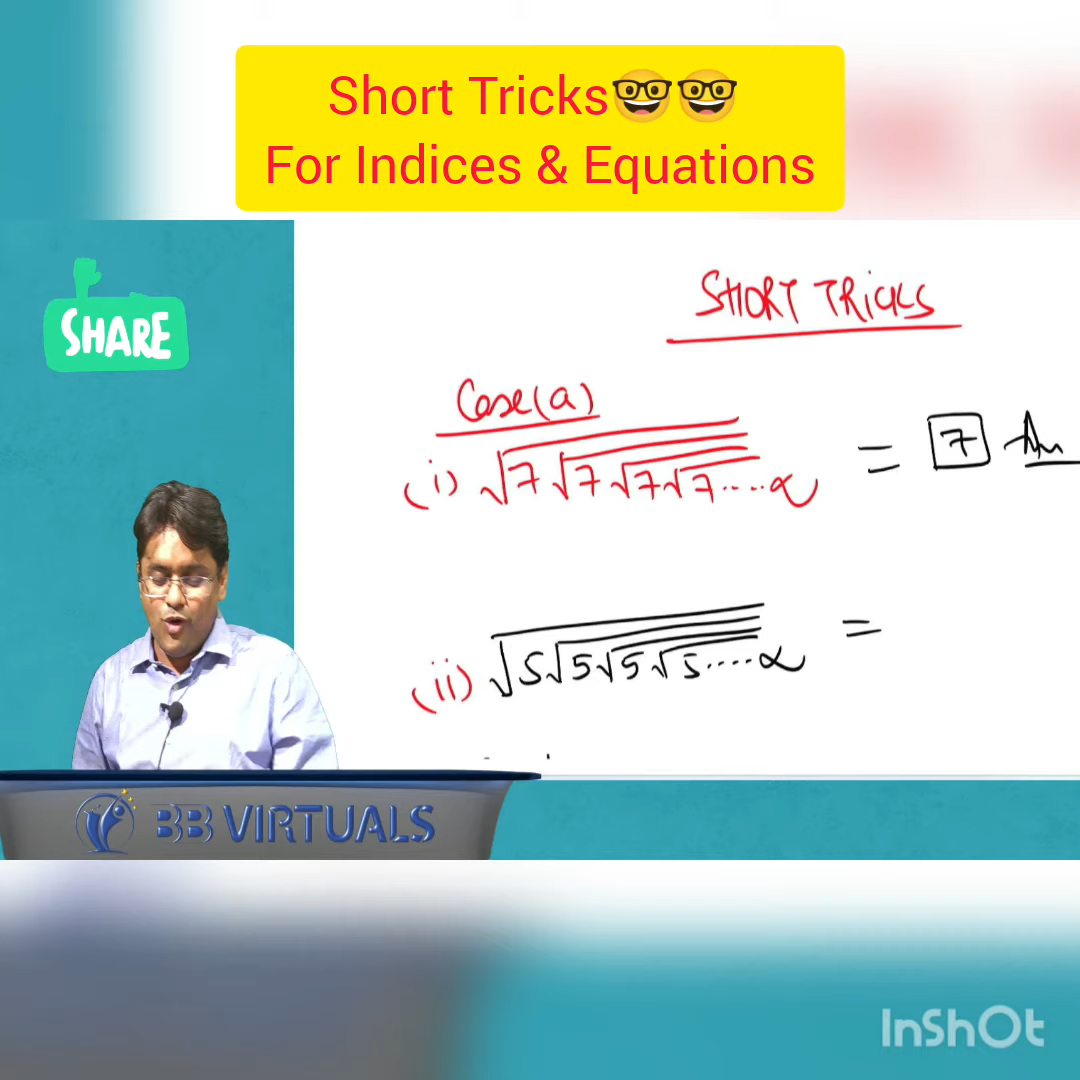 Short Tricks🤓🤓
For Indices & Equations
SHARE
SHORT TRICKS
Case(a)
(i) √7√7√7√7....∝ = 7 Ans
(ii) √5√5√5√5....∝ =
BB VIRTUALS
InShOt